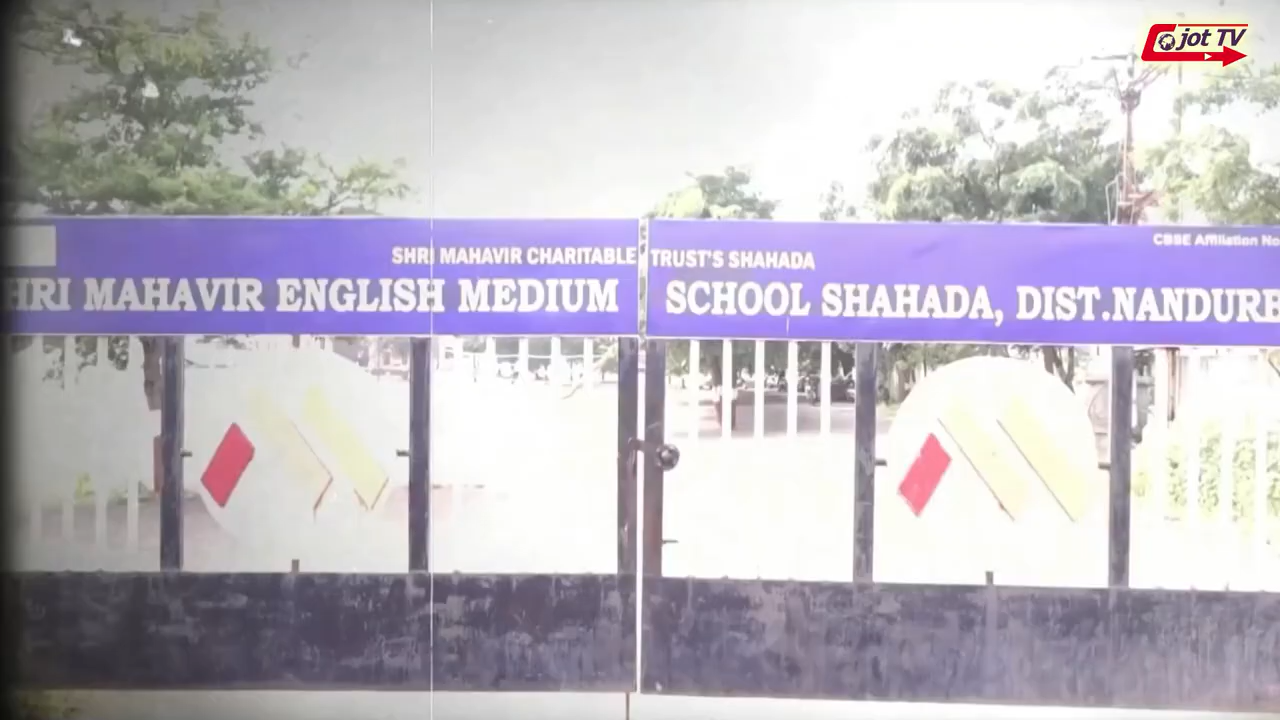 jot TV
CBSE Affiliation No
SHRI MAHAVIR CHARITABLE TRUST'S SHAHADA
HRI MAHAVIR ENGLISH MEDIUM SCHOOL SHAHADA, DIST.NANDURB